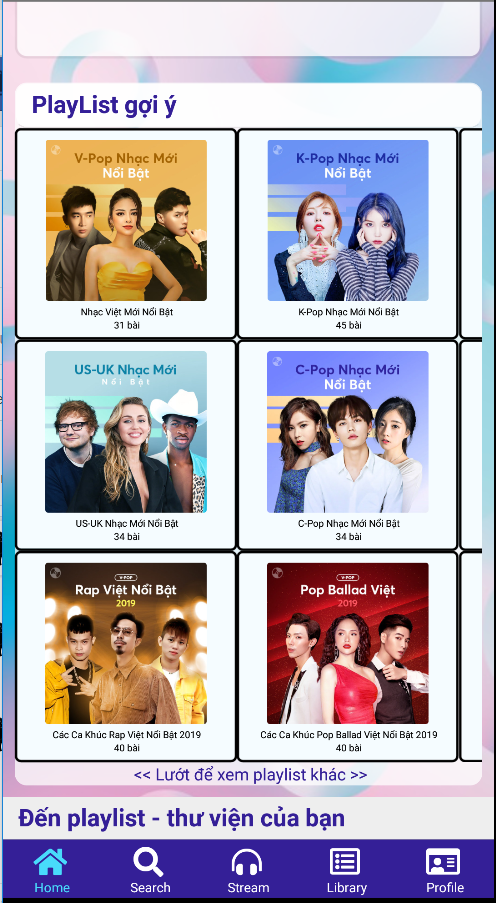 PlayList gợi ý
V-Pop Nhạc Mới
Nổi Bật
Nhạc Việt Mới Nổi Bật
31 bài
K-Pop Nhạc Mới
Nổi Bật
K-Pop Nhạc Mới Nổi Bật
45 bài
US-UK Nhạc Mới
Nổi Bật
US-UK Nhạc Mới Nổi Bật
34 bài
C-Pop Nhạc Mới
Nổi Bật
C-Pop Nhạc Mới Nổi Bật
34 bài
V-POP
Rap Việt Nổi Bật
2019
Các Ca Khúc Rap Việt Nổi Bật 2019
40 bài
V-POP
Pop Ballad Việt
2019
Các Ca Khúc Pop Ballad Việt Nổi Bật 2019
40 bài
<< Lướt để xem playlist khác >>
Đến playlist - thư viện của bạn
Home
Search
Stream
Library
Profile